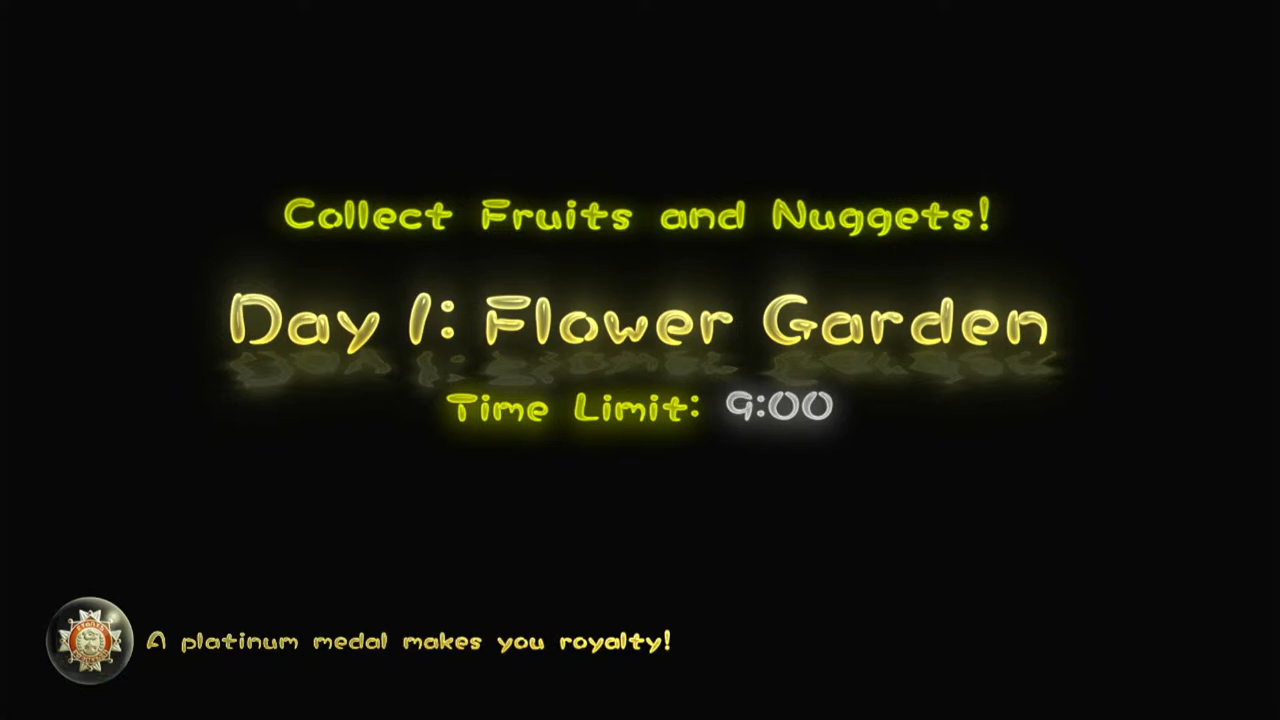 Collect Fruits and Nuggets!
Day 1: Flower Garden
Time Limit: 9:00
A platinum medal makes you royalty!